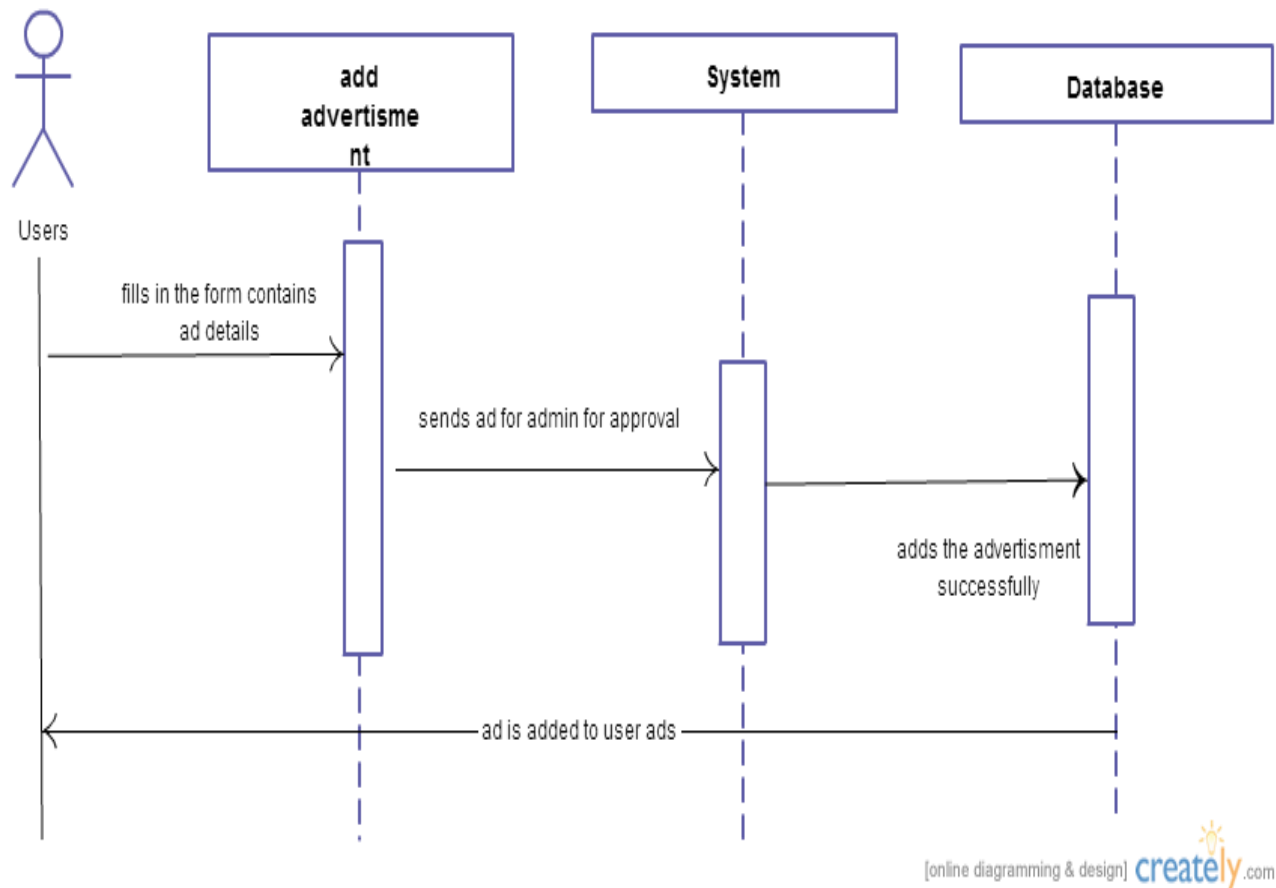 add
advertisme
nt
System
Database
Users
fills in the form contains
ad details
sends ad for admin for approval
adds the advertisment
successfully
ad is added to user ads
[online diagramming & design] creately.com